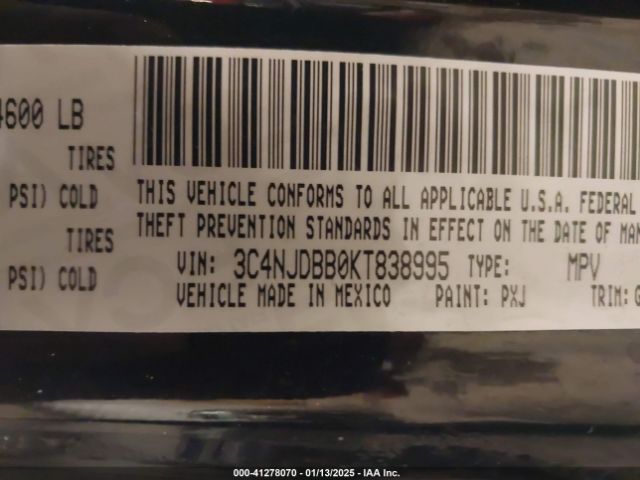 4600 LB
TIRES
PSI) COLD
TIRES
PSI) COLD
THIS VEHICLE CONFORMS TO ALL APPLICABLE U.S.A. FEDERAL
THEFT PREVENTION STANDARDS IN EFFECT ON THE DATE OF MAN
VIN: 3C4NJDBB0KT838995 TYPE: MPV
VEHICLE MADE IN MEXICO PAINT: PXJ TRIM: G
000-41278070 - 01/13/2025 - IAA Inc.